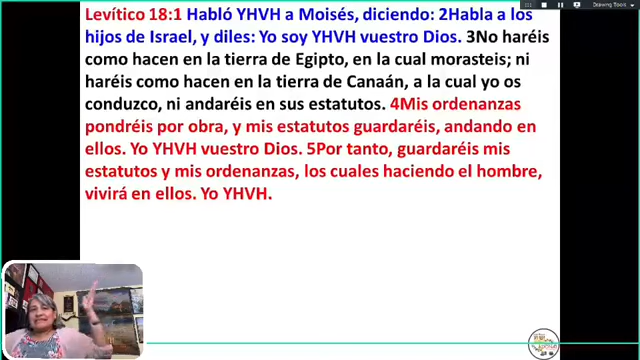 Levítico 18:1 Habló YHVH a Moisés, diciendo: 2Habla a los
hijos de Israel, y diles: Yo soy YHVH vuestro Dios. 3No haréis
como hacen en la tierra de Egipto, en la cual morasteis; ni
haréis como hacen en la tierra de Canaán, a la cual yo os
conduzco, ni andaréis en sus estatutos. 4Mis ordenanzas
pondréis por obra, y mis estatutos guardaréis, andando en
ellos. Yo YHVH vuestro Dios. 5Por tanto, guardaréis mis
estatutos y mis ordenanzas, los cuales haciendo el hombre,
vivirá en ellos. Yo YHVH.